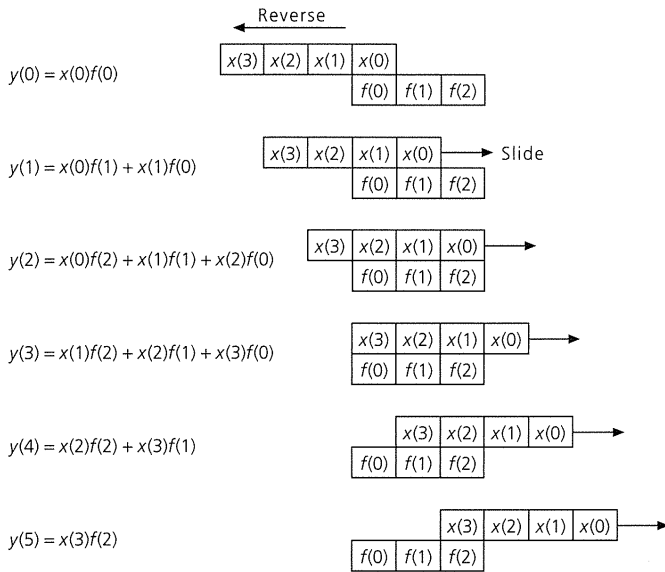 Reverse
x(3) x(2) x(1) x(0)
y(0) = x(0)f(0)
f(0) f(1) f(2)
x(3) x(2) x(1) x(0) Slide
y(1) = x(0)f(1) + x(1)f(0)
f(0) f(1) f(2)
x(3) x(2) x(1) x(0)
y(2) = x(0)f(2) + x(1)f(1) + x(2)f(0)
f(0) f(1) f(2)
x(3) x(2) x(1) x(0)
y(3) = x(1)f(2) + x(2)f(1) + x(3)f(0)
f(0) f(1) f(2)
x(3) x(2) x(1) x(0)
y(4) = x(2)f(2) + x(3)f(1)
f(0) f(1) f(2)
x(3) x(2) x(1) x(0)
y(5) = x(3)f(2)
f(0) f(1) f(2)